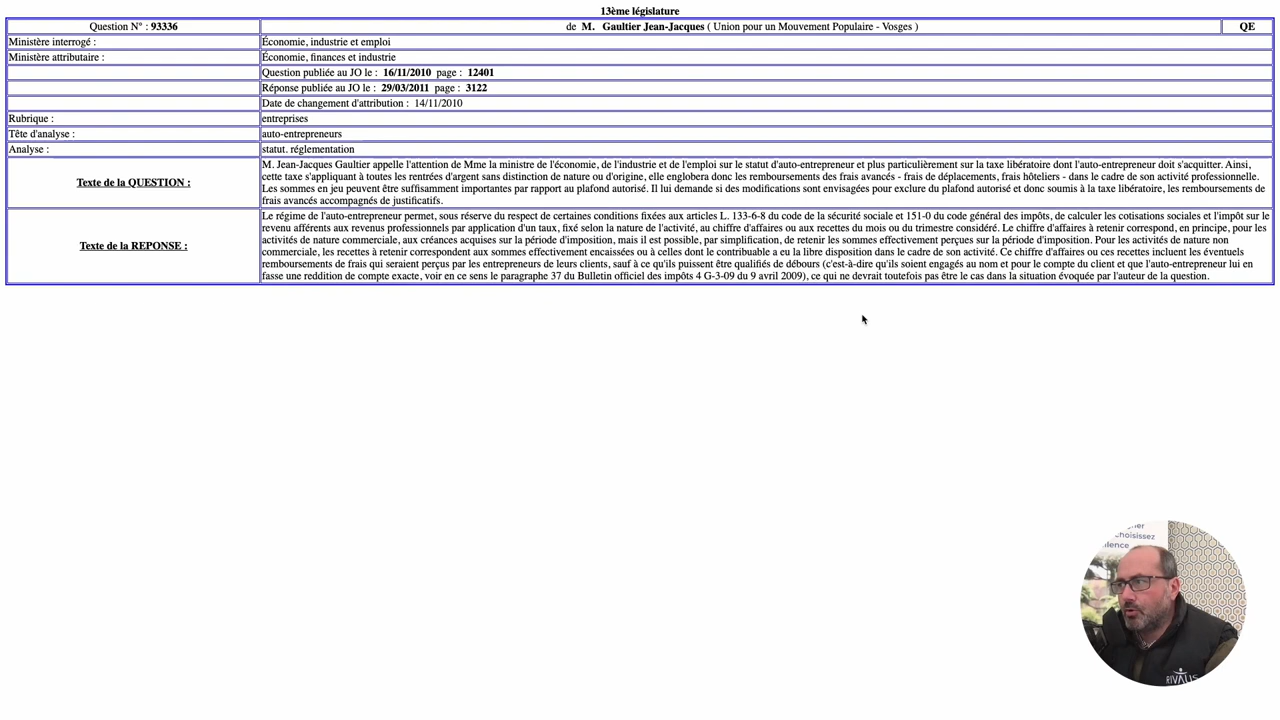 13ème législature
Question N° : 93336
de M. Gaultier Jean-Jacques ( Union pour un Mouvement Populaire - Vosges )
QE
Ministère interrogé :
Économie, industrie et emploi
Ministère attributaire :
Économie, finances et industrie
Question publiée au JO le : 16/11/2010 page : 12401
Réponse publiée au JO le : 29/03/2011 page : 3122
Date de changement d'attribution : 14/11/2010
Rubrique :
entreprises
Tête d'analyse :
auto-entrepreneurs
Analyse :
statut. réglementation
Texte de la QUESTION :
M. Jean-Jacques Gaultier appelle l'attention de Mme la ministre de l'économie, de l'industrie et de l'emploi sur le statut d'auto-entrepreneur et plus particulièrement sur la taxe libératoire dont l'auto-entrepreneur doit s'acquitter. Ainsi,
cette taxe s'appliquant à toutes les rentrées d'argent sans distinction de nature ou d'origine, elle englobera donc les remboursements des frais avancés - frais de déplacements, frais hôteliers - dans le cadre de son activité professionnelle.
Les sommes en jeu peuvent être suffisamment importantes par rapport au plafond autorisé. Il lui demande si des modifications sont envisagées pour exclure du plafond autorisé et donc soumis à la taxe libératoire, les remboursements de
frais avancés accompagnés de justificatifs.
Texte de la REPONSE :
Le régime de l'auto-entrepreneur permet, sous réserve du respect de certaines conditions fixées aux articles L. 133-6-8 du code de la sécurité sociale et 151-0 du code général des impôts, de calculer les cotisations sociales et l'impôt sur le
revenu afférents aux revenus professionnels par application d'un taux, fixé selon la nature de l'activité, au chiffre d'affaires ou aux recettes du mois ou du trimestre considéré. Le chiffre d'affaires à retenir correspond, en principe, pour les
activités de nature commerciale, aux créances acquises sur la période d'imposition, mais il est possible, par simplification, de retenir les sommes effectivement perçues sur la période d'imposition. Pour les activités de nature non
commerciale, les recettes à retenir correspondent aux sommes effectivement encaissées ou à celles dont le contribuable a eu la libre disposition dans le cadre de son activité. Ce chiffre d'affaires ou ces recettes incluent les éventuels
remboursements de frais qui seraient perçus par les entrepreneurs de leurs clients, sauf à ce qu'ils puissent être qualifiés de débours (c'est-à-dire qu'ils soient engagés au nom et pour le compte du client et que l'auto-entrepreneur lui en
fasse une reddition de compte exacte, voir en ce sens le paragraphe 37 du Bulletin officiel des impôts 4 G-3-09 du 9 avril 2009), ce qui ne devrait toutefois pas être le cas dans la situation évoquée par l'auteur de la question.
choisissez
RIVALIS